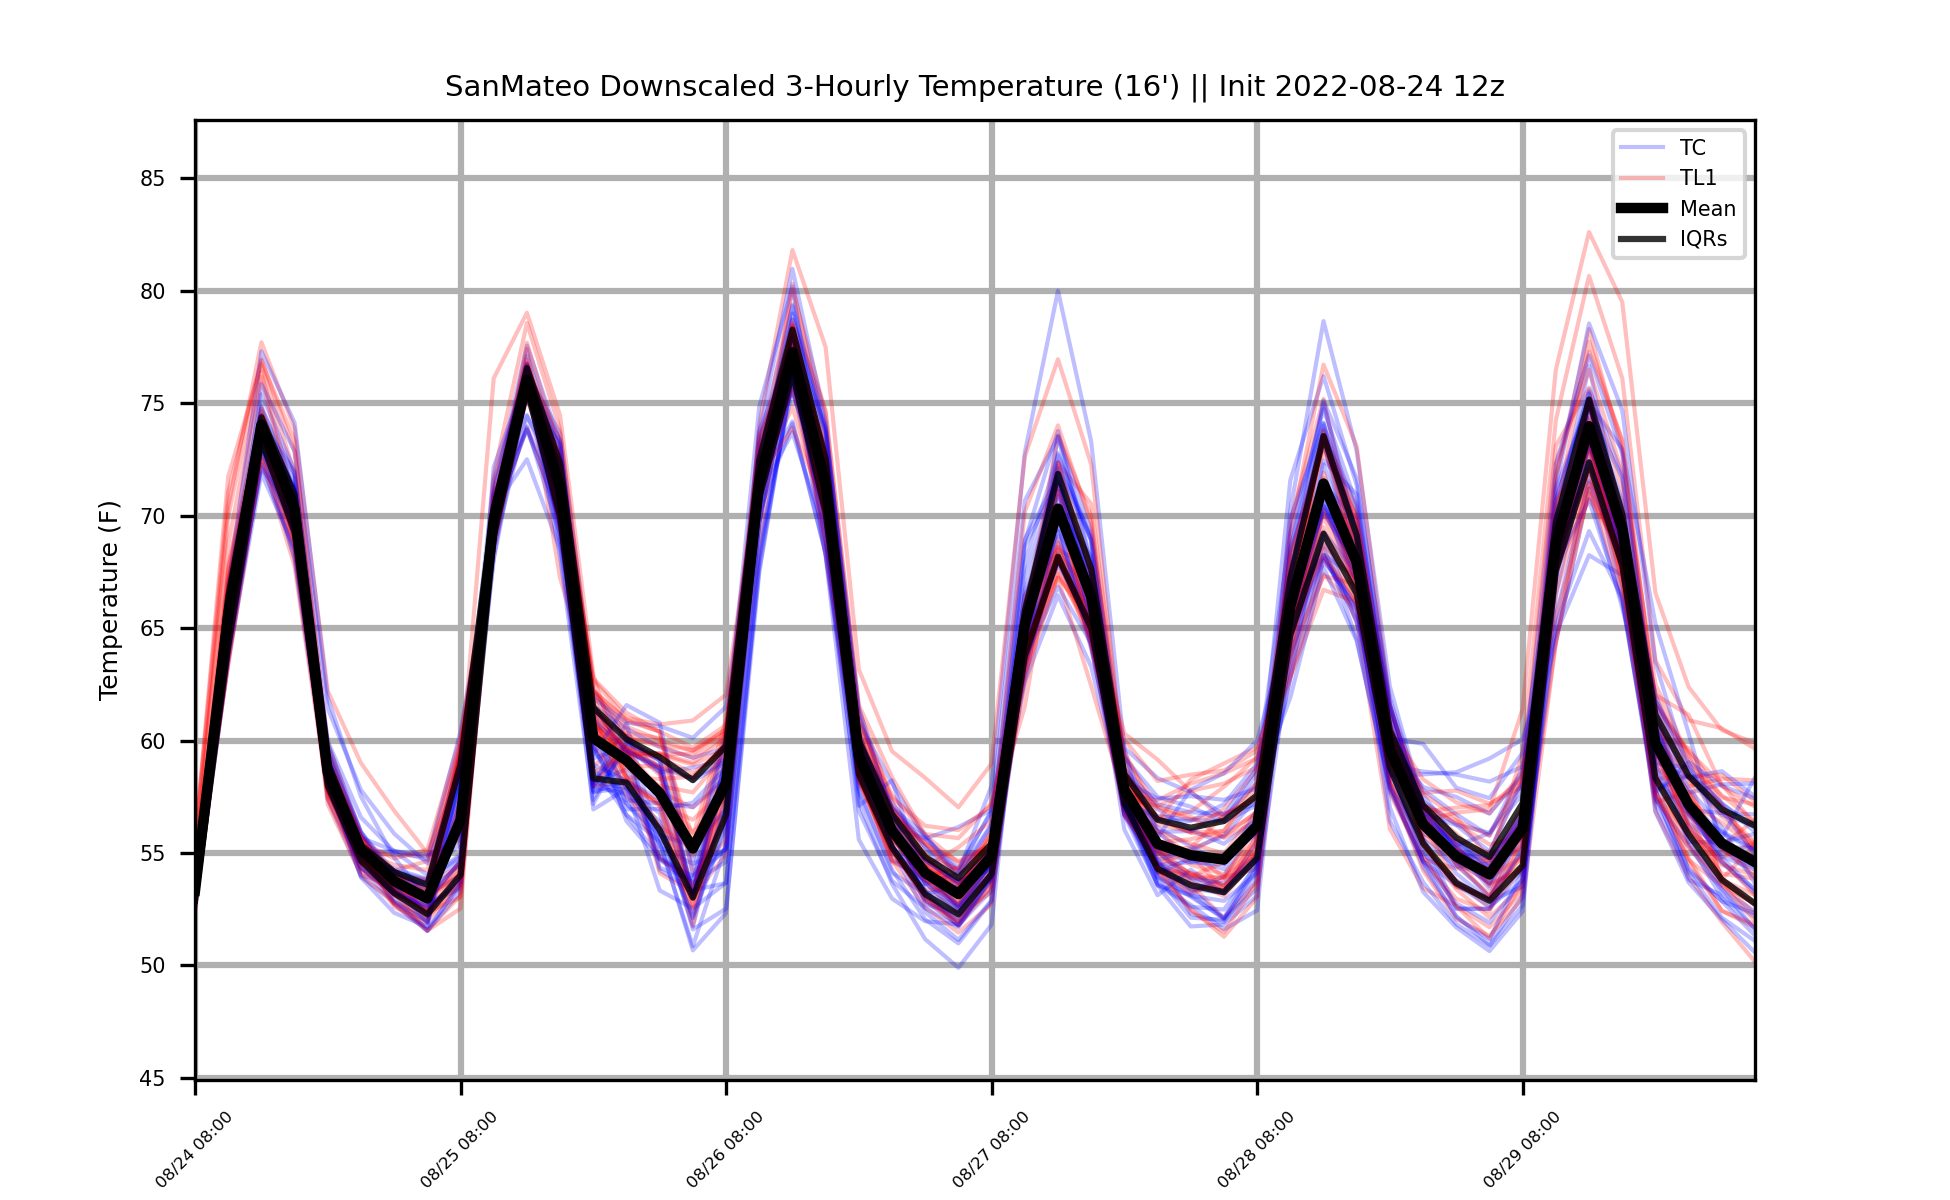 SanMateo Downscaled 3-Hourly Temperature (16') || Init 2022-08-24 12z
TC
TL1
Mean
IQRs
Temperature (F)
85
80
75
70
65
60
55
50
45
08/24 08:00
08/25 08:00
08/26 08:00
08/27 08:00
08/28 08:00
08/29 08:00